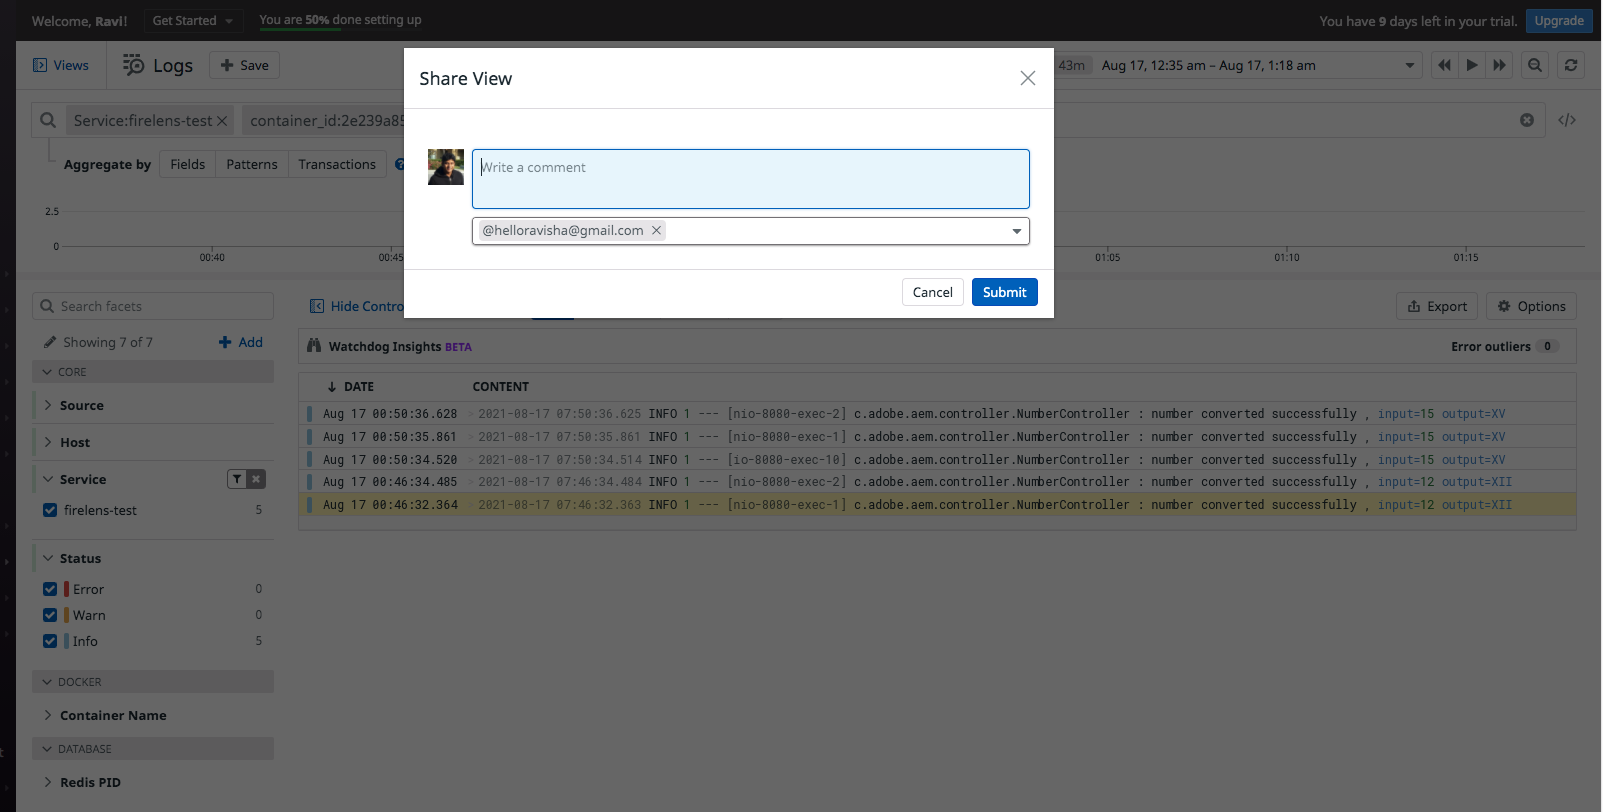 Welcome, Ravi!
Get Started
You are 50% done setting up
You have 9 days left in your trial.
Upgrade
Views
Logs
+ Save
43m
Aug 17, 12:35 am – Aug 17, 1:18 am
Share View
Service:firelens-test
container_id:2e239a8
</>
Write a comment
@helloravisha@gmail.com
Cancel
Submit
Aggregate by
Fields
Patterns
Transactions
2.5
0
00:40
00:45
01:05
01:10
01:15
Search facets
Hide Contro
Export
Options
Showing 7 of 7
+ Add
Watchdog Insights BETA
Error outliers 0
CORE
Source
Host
Service
firelens-test 5
Status
Error 0
Warn 0
Info 5
DOCKER
Container Name
DATABASE
Redis PID
↓ DATE CONTENT
Aug 17 00:50:36.628 > 2021-08-17 07:50:36.625 INFO 1 --- [nio-8080-exec-2] c.adobe.aem.controller.NumberController : number converted successfully , input=15 output=XV
Aug 17 00:50:35.861 > 2021-08-17 07:50:35.861 INFO 1 --- [nio-8080-exec-1] c.adobe.aem.controller.NumberController : number converted successfully , input=15 output=XV
Aug 17 00:50:34.520 > 2021-08-17 07:50:34.514 INFO 1 --- [io-8080-exec-10] c.adobe.aem.controller.NumberController : number converted successfully , input=15 output=XV
Aug 17 00:46:34.485 > 2021-08-17 07:46:34.484 INFO 1 --- [nio-8080-exec-2] c.adobe.aem.controller.NumberController : number converted successfully , input=12 output=XII
Aug 17 00:46:32.364 > 2021-08-17 07:46:32.363 INFO 1 --- [nio-8080-exec-1] c.adobe.aem.controller.NumberController : number converted successfully , input=12 output=XII